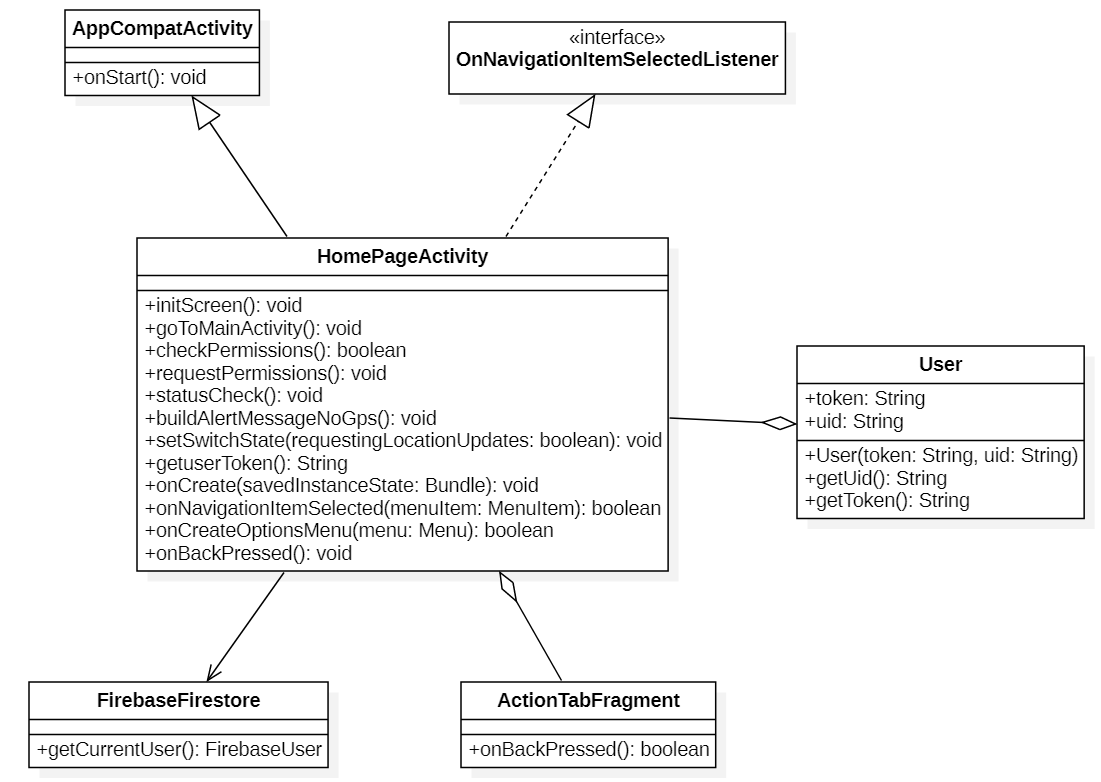 AppCompatActivity
+onStart(): void
«interface»
OnNavigationItemSelectedListener
HomePageActivity
+initScreen(): void
+goToMainActivity(): void
+checkPermissions(): boolean
+requestPermissions(): void
+statusCheck(): void
+buildAlertMessageNoGps(): void
+setSwitchState(requestingLocationUpdates: boolean): void
+getuserToken(): String
+onCreate(savedInstanceState: Bundle): void
+onNavigationItemSelected(menuItem: MenuItem): boolean
+onCreateOptionsMenu(menu: Menu): boolean
+onBackPressed(): void
User
+token: String
+uid: String
+User(token: String, uid: String)
+getUid(): String
+getToken(): String
FirebaseFirestore
+getCurrentUser(): FirebaseUser
ActionTabFragment
+onBackPressed(): boolean